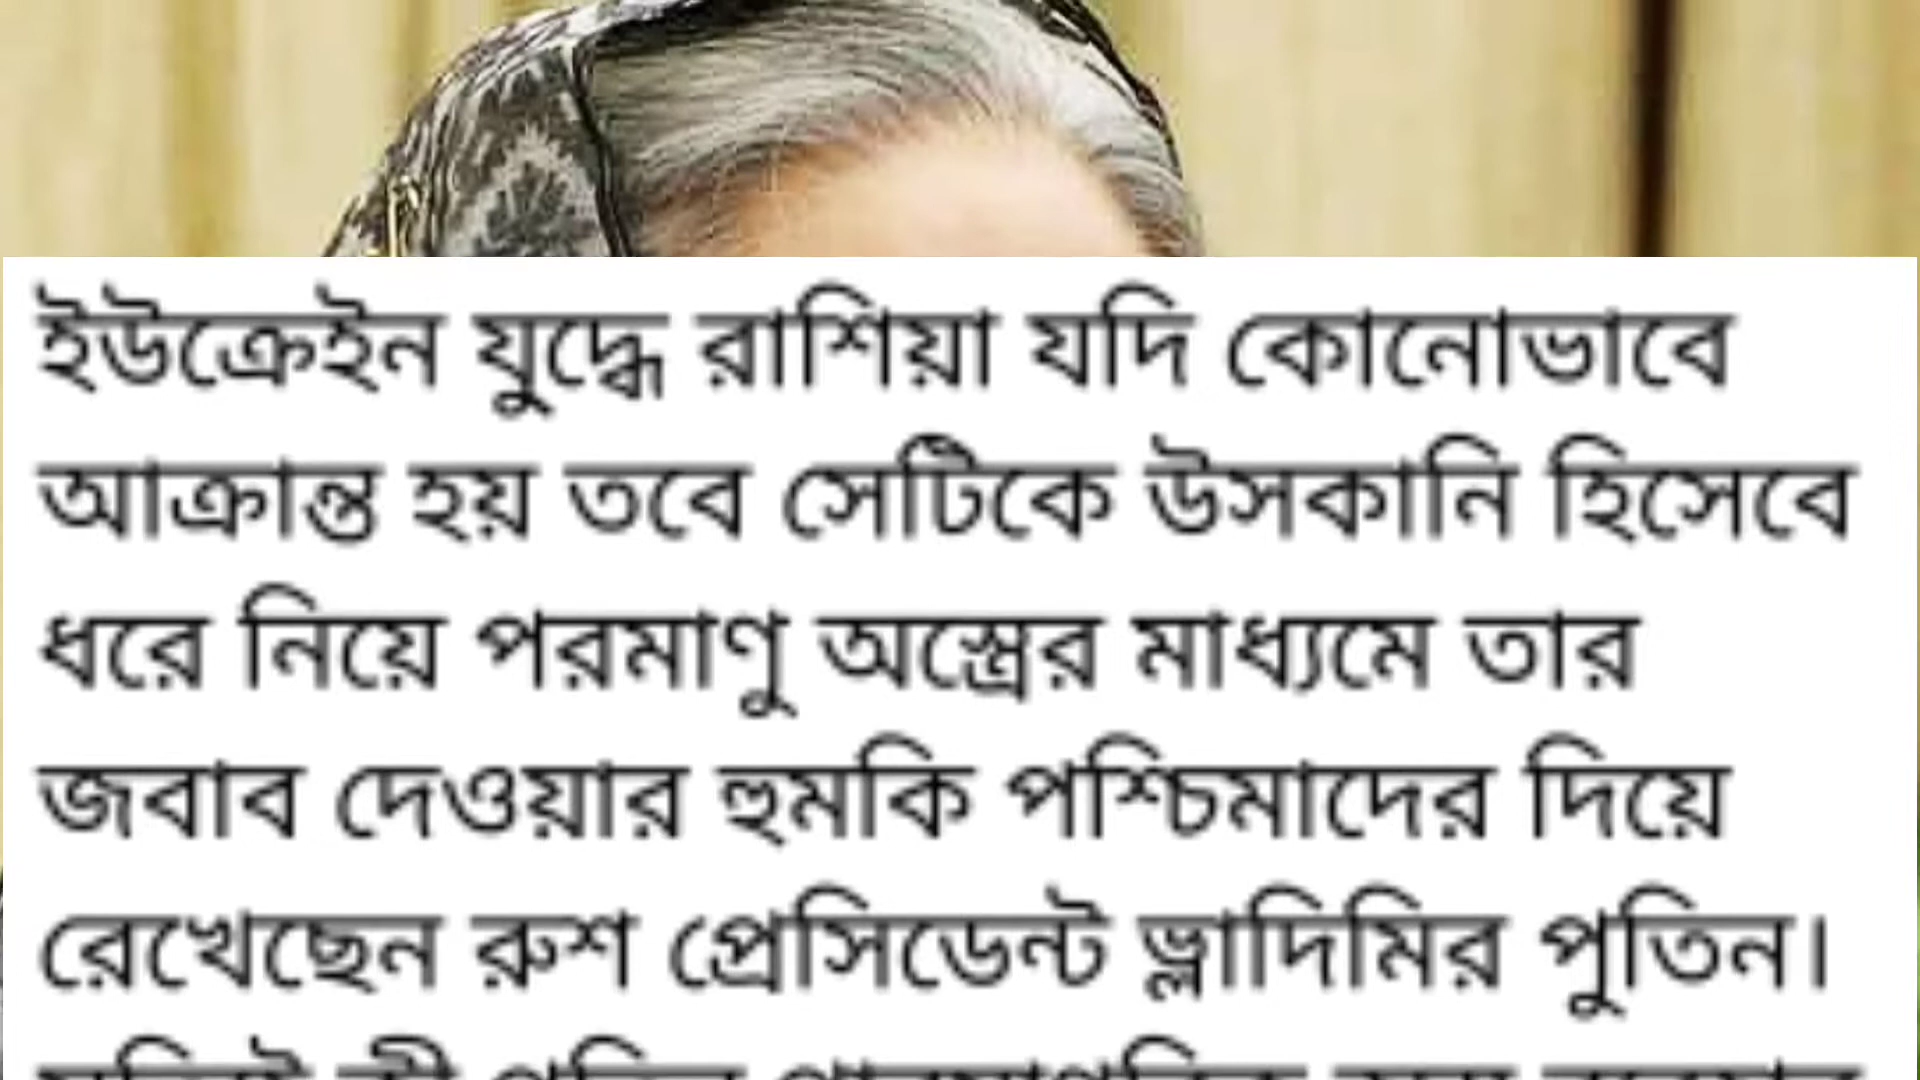 ইউক্রেইন যুদ্ধে রাশিয়া যদি কোনোভাবে
আক্রান্ত হয় তবে সেটিকে উসকানি হিসেবে
ধরে নিয়ে পরমাণু অস্ত্রের মাধ্যমে তার
জবাব দেওয়ার হুমকি পশ্চিমাদের দিয়ে
রেখেছেন রুশ প্রেসিডেন্ট ভ্লাদিমির পুতিন।